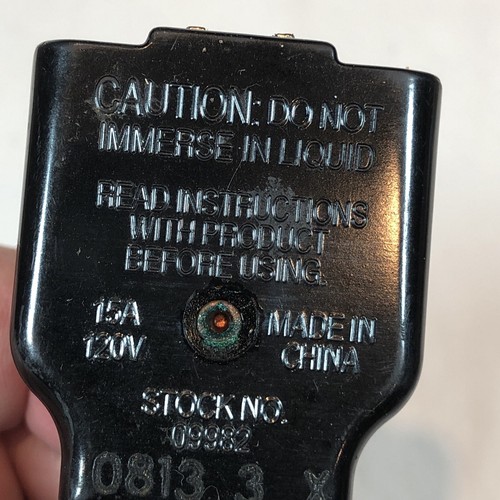 CAUTION: DO NOT
IMMERSE IN LIQUID
READ INSTRUCTIONS
WITH PRODUCT
BEFORE USING.
15A
120V
MADE IN
CHINA
STOCK NO.
09982
0813 3 X